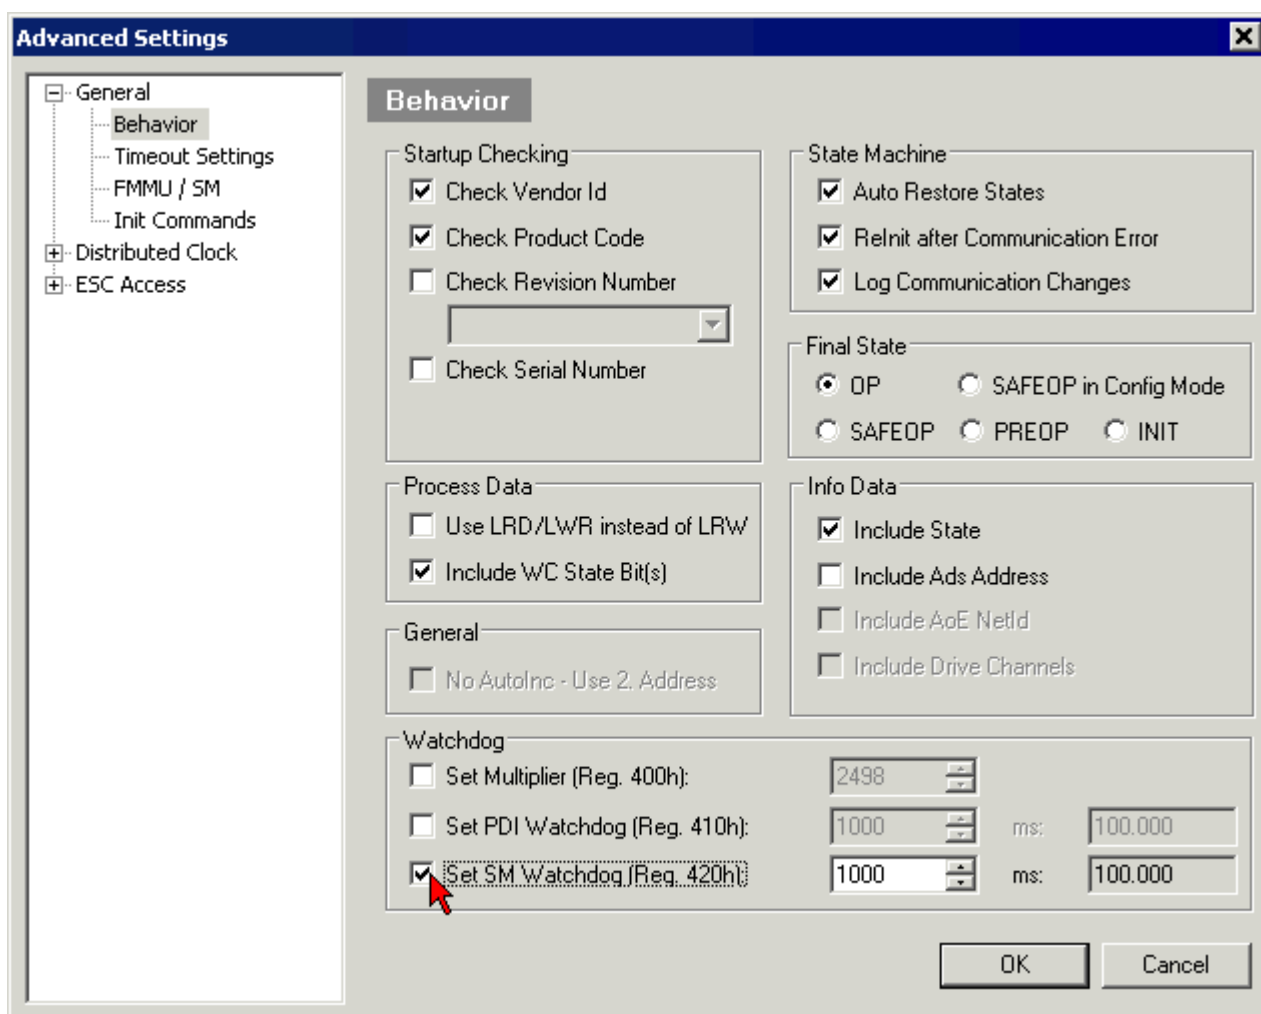 Advanced Settings
General
Behavior
Timeout Settings
FMMU / SM
Init Commands
Distributed Clock
ESC Access
Behavior
Startup Checking
Check Vendor Id
Check Product Code
Check Revision Number
Check Serial Number
State Machine
Auto Restore States
ReInit after Communication Error
Log Communication Changes
Final State
OP SAFEOP in Config Mode
SAFEOP PREOP INIT
Process Data
Use LRD/LWR instead of LRW
Include WC State Bit(s)
Info Data
Include State
Include Ads Address
Include AoE NetId
Include Drive Channels
General
No AutoInc - Use 2. Address
Watchdog
Set Multiplier (Reg. 400h): 2498
Set PDI Watchdog (Reg. 410h): 1000 ms: 100.000
Set SM Watchdog (Reg. 420h): 1000 ms: 100.000
OK Cancel